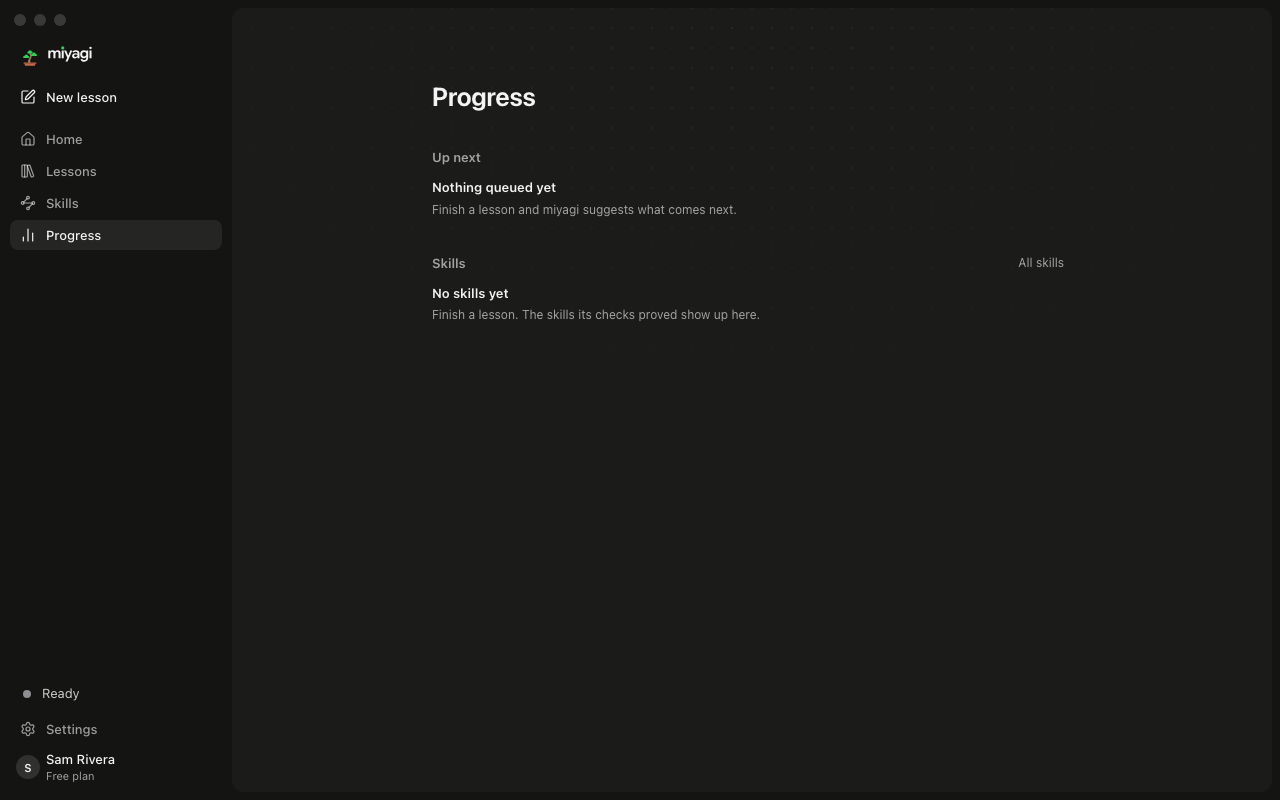 miyagi
New lesson
Home
Lessons
Skills
Progress
Ready
Settings
S
Sam Rivera
Free plan
Progress
Up next
Nothing queued yet
Finish a lesson and miyagi suggests what comes next.
Skills
All skills
No skills yet
Finish a lesson. The skills its checks proved show up here.